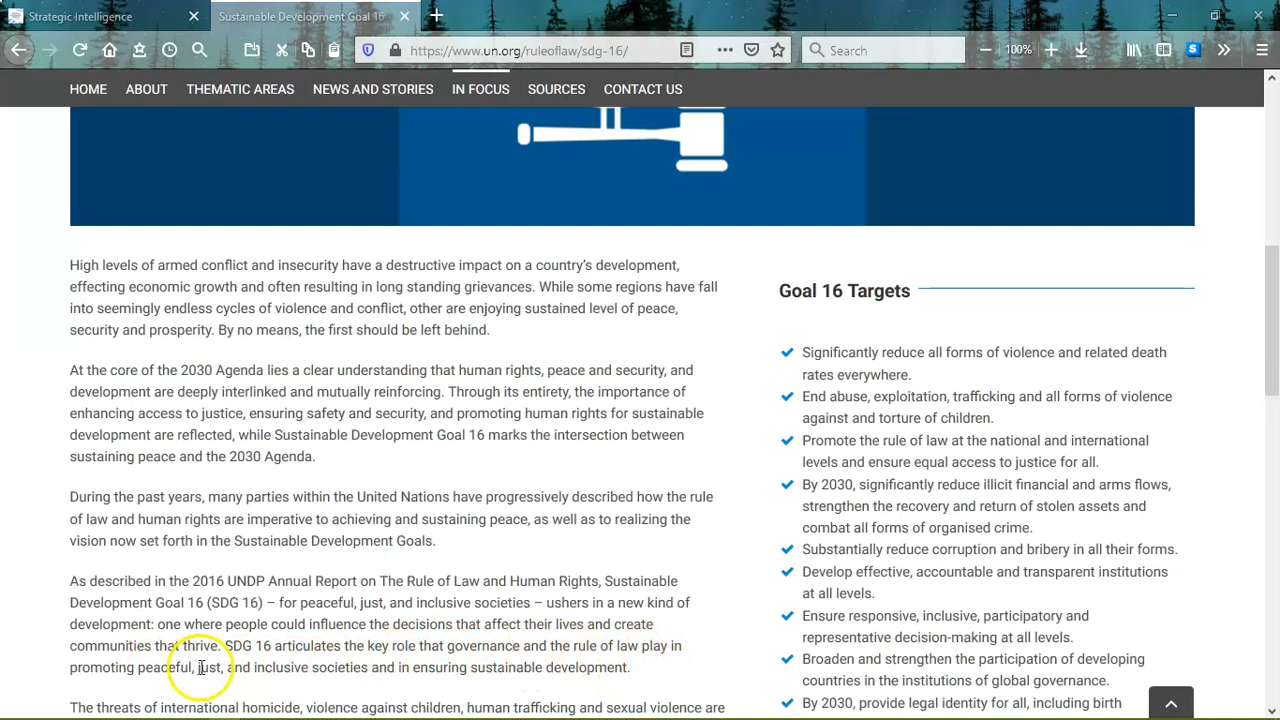 Strategic Intelligence
Sustainable Development Goal 16
https://www.un.org/ruleoflaw/sdg-16/
Search
100%
HOME ABOUT THEMATIC AREAS NEWS AND STORIES IN FOCUS SOURCES CONTACT US
High levels of armed conflict and insecurity have a destructive impact on a country's development,
effecting economic growth and often resulting in long standing grievances. While some regions have fall
into seemingly endless cycles of violence and conflict, other are enjoying sustained level of peace,
security and prosperity. By no means, the first should be left behind.
At the core of the 2030 Agenda lies a clear understanding that human rights, peace and security, and
development are deeply interlinked and mutually reinforcing. Through its entirety, the importance of
enhancing access to justice, ensuring safety and security, and promoting human rights for sustainable
development are reflected, while Sustainable Development Goal 16 marks the intersection between
sustaining peace and the 2030 Agenda.
During the past years, many parties within the United Nations have progressively described how the rule
of law and human rights are imperative to achieving and sustaining peace, as well as to realizing the
vision now set forth in the Sustainable Development Goals.
As described in the 2016 UNDP Annual Report on The Rule of Law and Human Rights, Sustainable
Development Goal 16 (SDG 16) – for peaceful, just, and inclusive societies – ushers in a new kind of
development: one where people could influence the decisions that affect their lives and create
communities that thrive. SDG 16 articulates the key role that governance and the rule of law play in
promoting peaceful, just, and inclusive societies and in ensuring sustainable development.
The threats of international homicide, violence against children, human trafficking and sexual violence are
Goal 16 Targets
Significantly reduce all forms of violence and related death
rates everywhere.
End abuse, exploitation, trafficking and all forms of violence
against and torture of children.
Promote the rule of law at the national and international
levels and ensure equal access to justice for all.
By 2030, significantly reduce illicit financial and arms flows,
strengthen the recovery and return of stolen assets and
combat all forms of organised crime.
Substantially reduce corruption and bribery in all their forms.
Develop effective, accountable and transparent institutions
at all levels.
Ensure responsive, inclusive, participatory and
representative decision-making at all levels.
Broaden and strengthen the participation of developing
countries in the institutions of global governance.
By 2030, provide legal identity for all, including birth